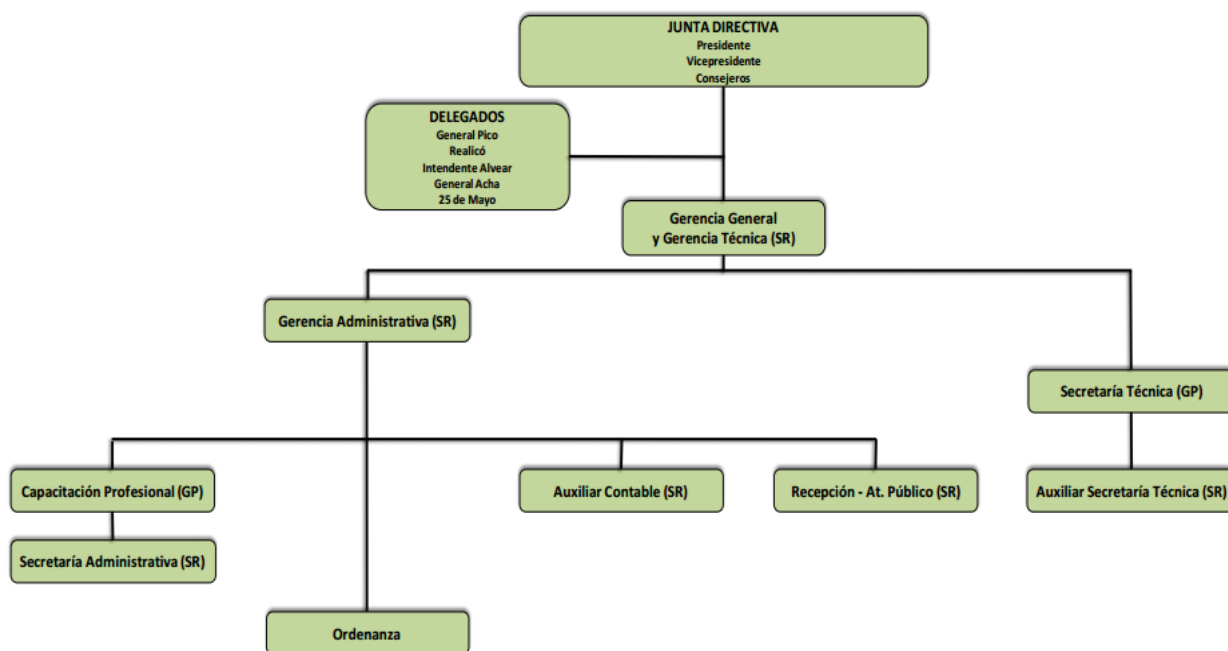 JUNTA DIRECTIVA
Presidente
Vicepresidente
Consejeros
DELEGADOS
General Pico
Realicó
Intendente Alvear
General Acha
25 de Mayo
Gerencia General
y Gerencia Técnica (SR)
Gerencia Administrativa (SR)
Secretaría Técnica (GP)
Capacitación Profesional (GP)
Auxiliar Contable (SR)
Recepción - At. Público (SR)
Auxiliar Secretaría Técnica (SR)
Secretaría Administrativa (SR)
Ordenanza